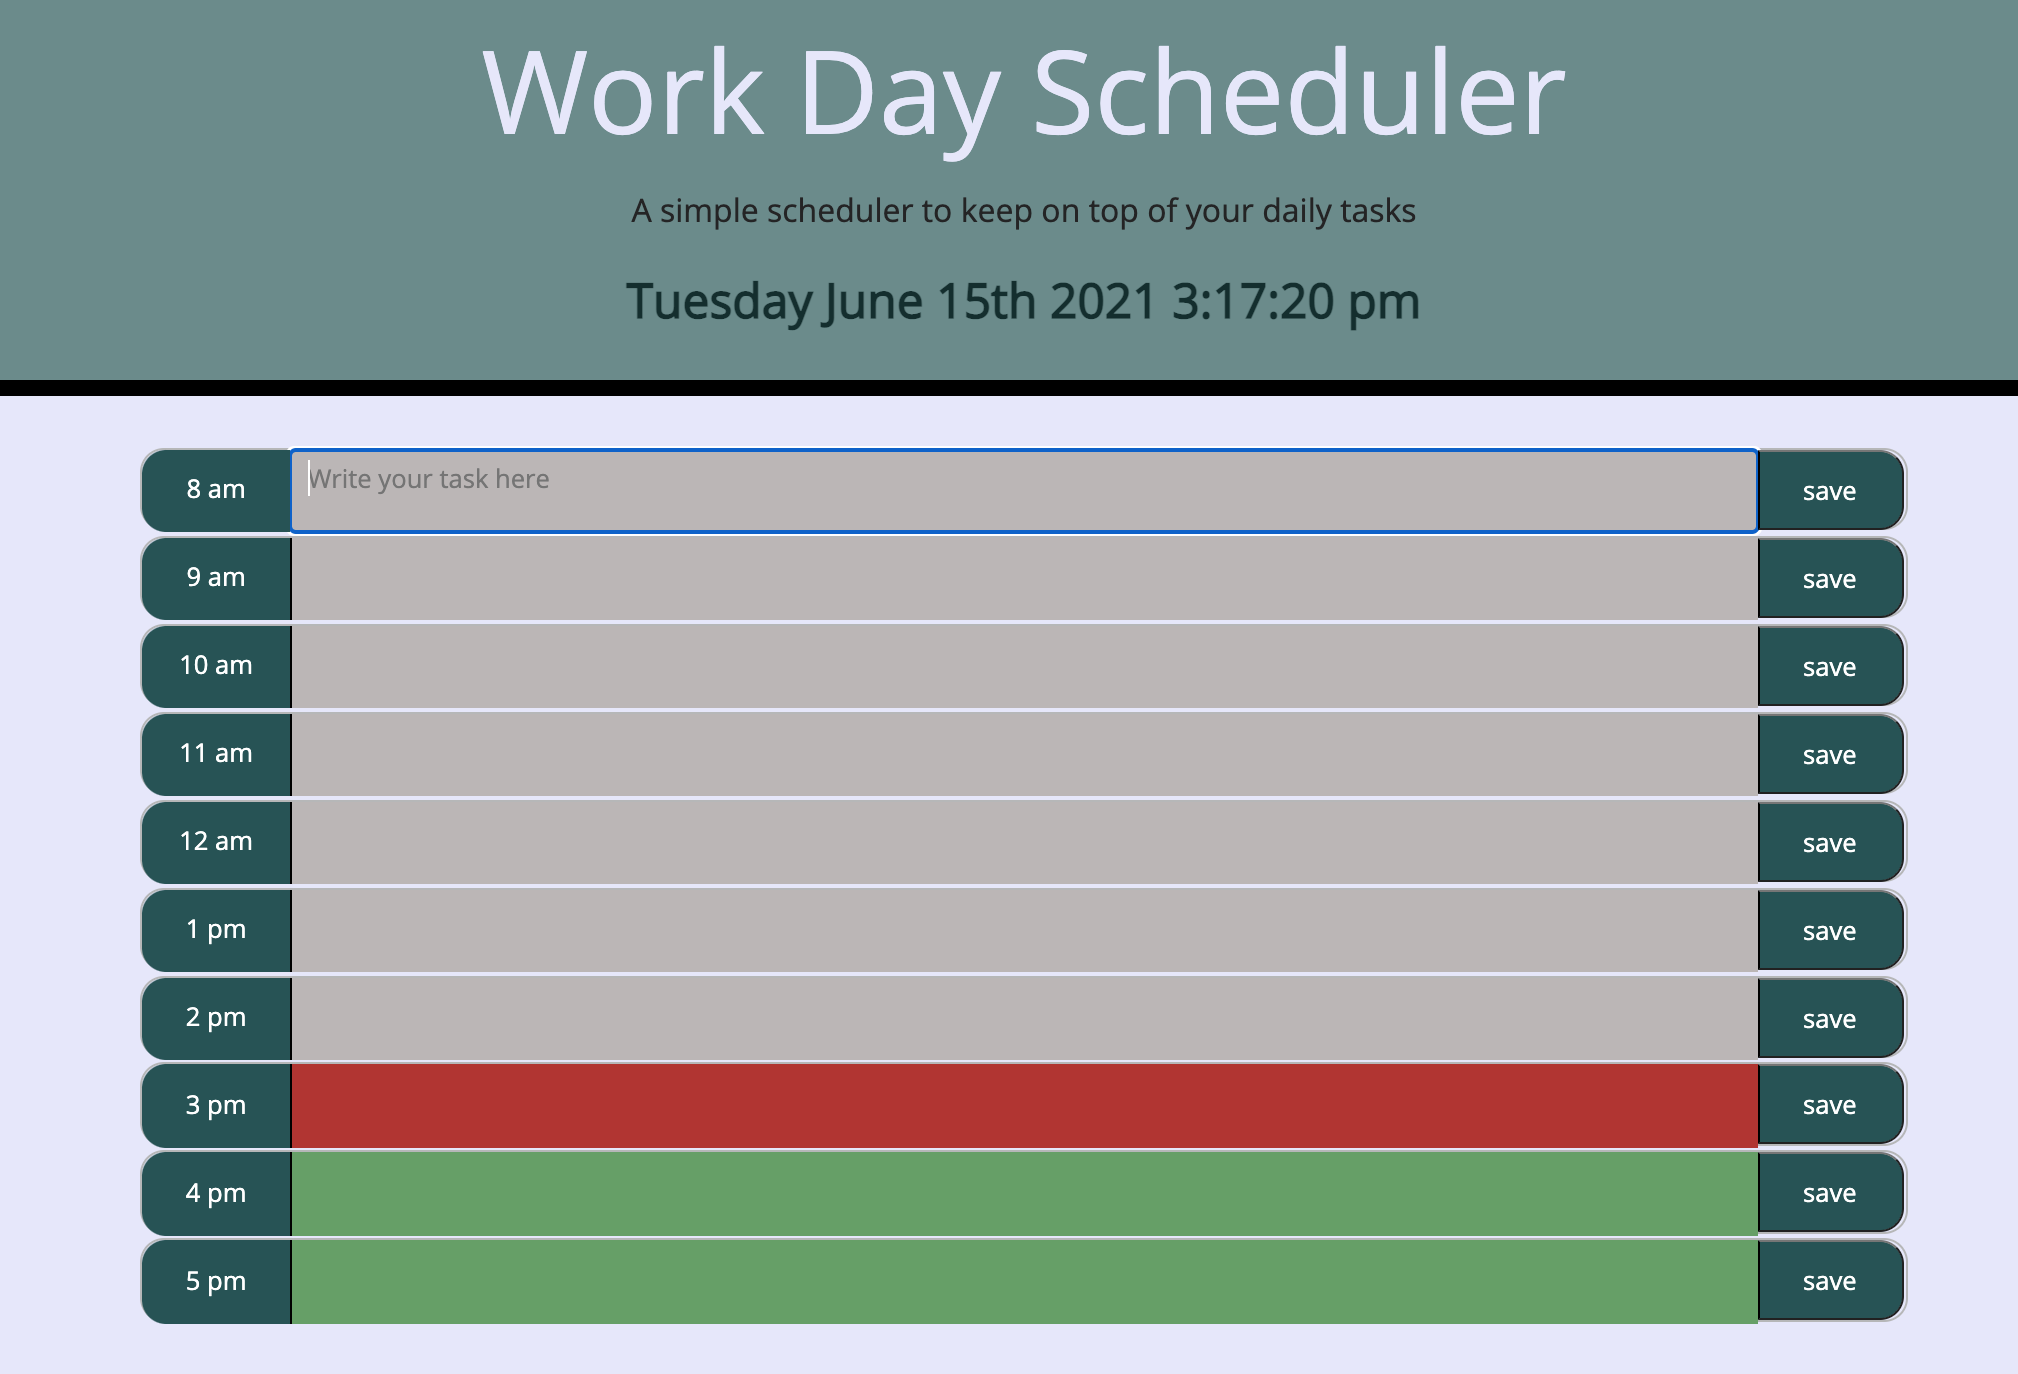 Work Day Scheduler
A simple scheduler to keep on top of your daily tasks
Tuesday June 15th 2021 3:17:20 pm
8 am Write your task here save
9 am save
10 am save
11 am save
12 am save
1 pm save
2 pm save
3 pm save
4 pm save
5 pm save